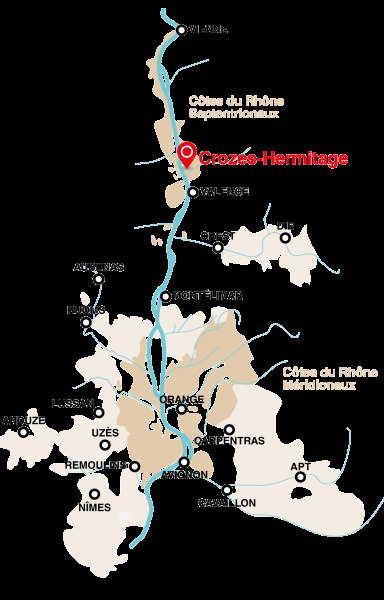 VIENNE
Côtes du Rhône
Septentrionaux
Crozes-Hermitage
VALENCE
CREST
DIE
AUBENAS
MONTÉLIMAR
RUOMS
Côtes du Rhône
Méridionaux
ORANGE
LUSSAN
ANDUZE
UZÈS
CARPENTRAS
REMOULINS
AVIGNON
APT
NÎMES
CAVAILLON